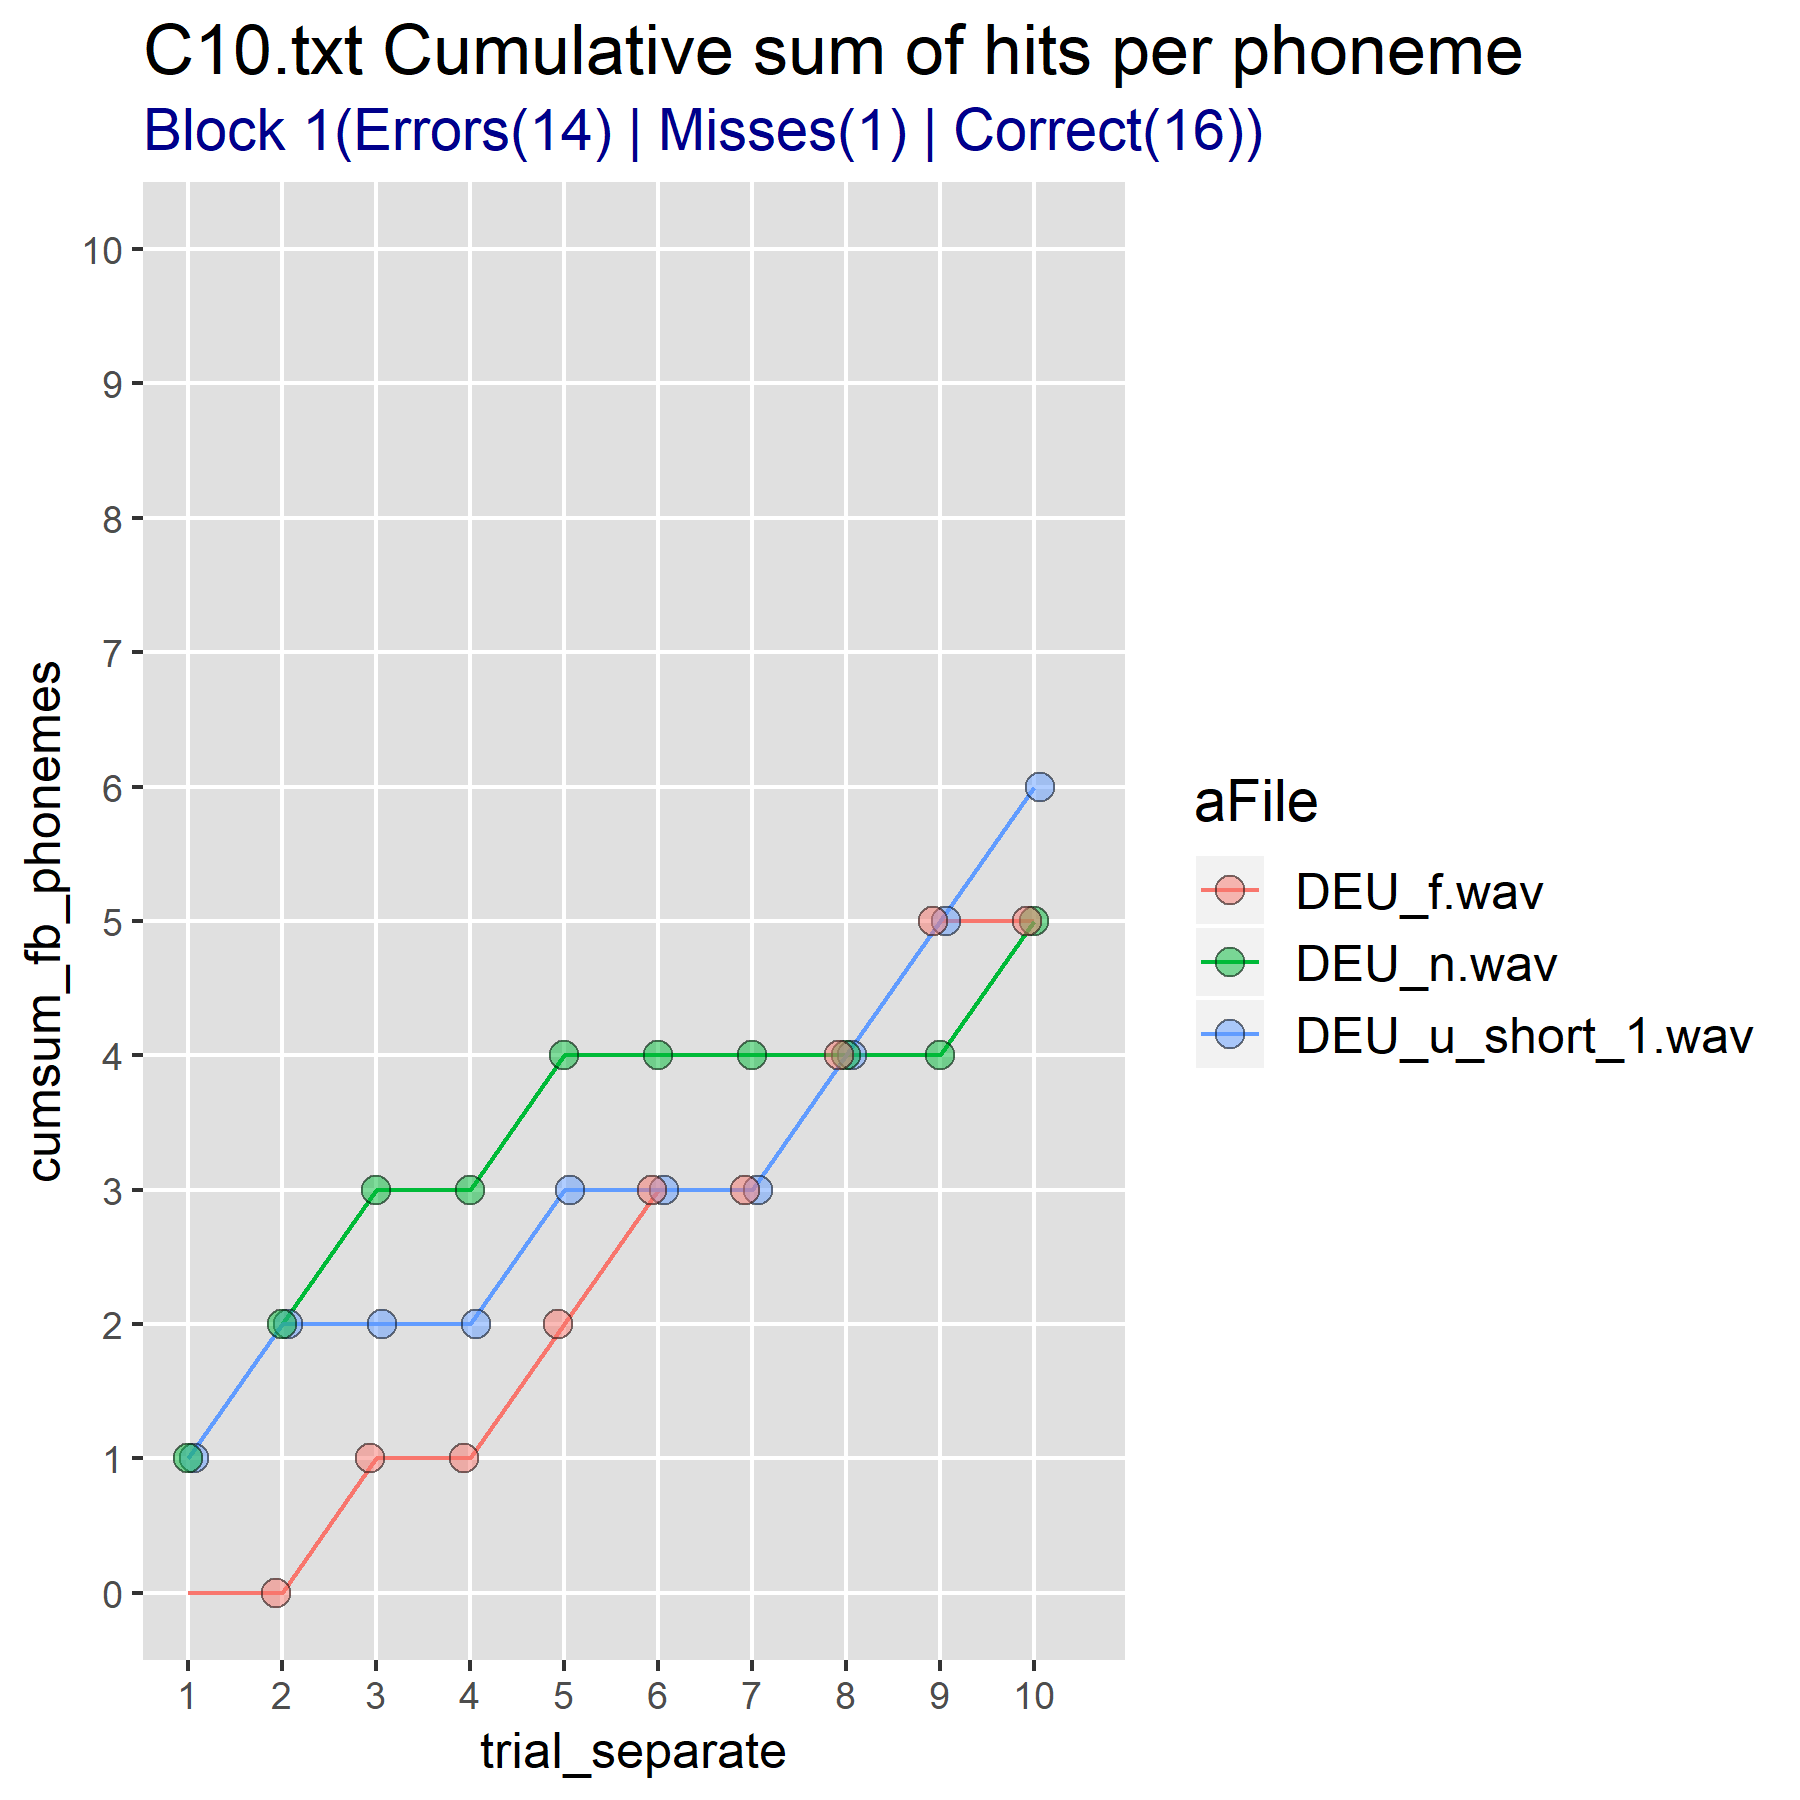 C10.txt Cumulative sum of hits per phoneme
Block 1(Errors(14) | Misses(1) | Correct(16))
cumsum_fb_phonemes
10
9
8
7
6
5
4
3
2
1
0
1 2 3 4 5 6 7 8 9 10
trial_separate
aFile
DEU_f.wav
DEU_n.wav
DEU_u_short_1.wav